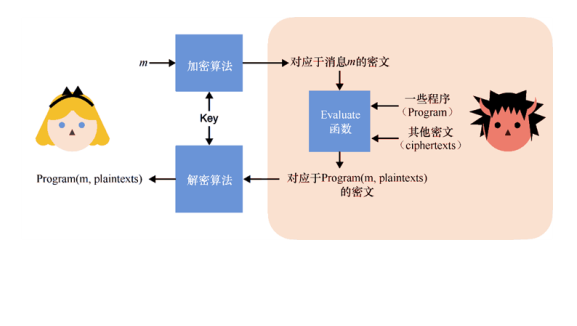 m
加密算法
对应于消息m的密文
Key
Evaluate
函数
一些程序
（Program）
其他密文
（ciphertexts）
Program(m, plaintexts)
解密算法
对应于Program(m, plaintexts)
的密文